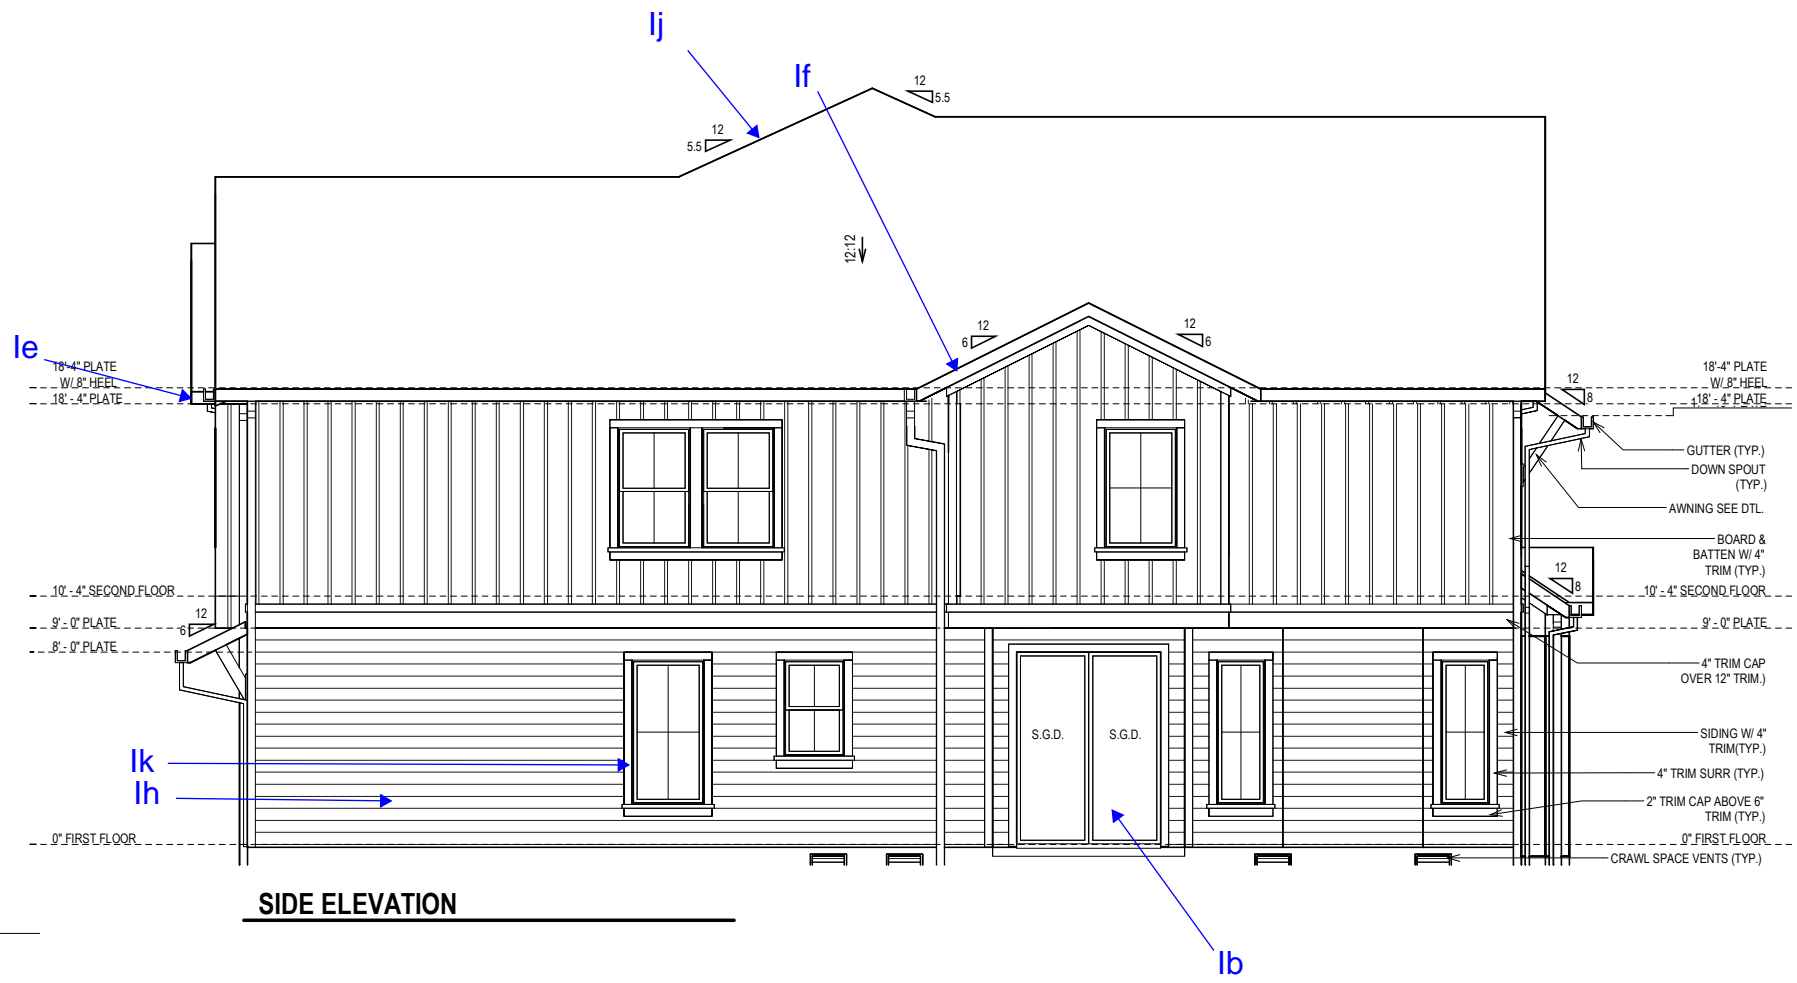 Ij
If
12
5.5
12
5.5
12:12
12
6
12
6
Ie
18'-4" PLATE
W/ 8" HEEL
18' - 4" PLATE
18'-4" PLATE
W/ 8" HEEL
18' - 4" PLATE
12
8
GUTTER (TYP.)
DOWN SPOUT
(TYP.)
AWNING SEE DTL.
BOARD &
BATTEN W/ 4"
TRIM (TYP.)
12
8
10' - 4" SECOND FLOOR
10' - 4" SECOND FLOOR
12
6
9' - 0" PLATE
9' - 0" PLATE
8' - 0" PLATE
4" TRIM CAP
OVER 12" TRIM.)
S.G.D.
S.G.D.
SIDING W/ 4"
TRIM(TYP.)
Ik
4" TRIM SURR (TYP.)
Ih
2" TRIM CAP ABOVE 6"
TRIM (TYP.)
0" FIRST FLOOR
0" FIRST FLOOR
CRAWL SPACE VENTS (TYP.)
SIDE ELEVATION
Ib